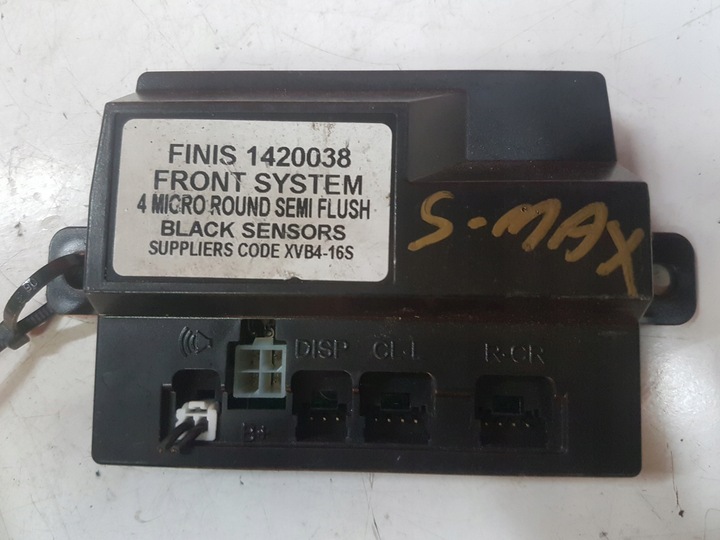 FINIS 1420038
FRONT SYSTEM
4 MICRO ROUND SEMI FLUSH
BLACK SENSORS
SUPPLIERS CODE XVB4-16S
S-MAX
DISP CL-L R-CR
B+